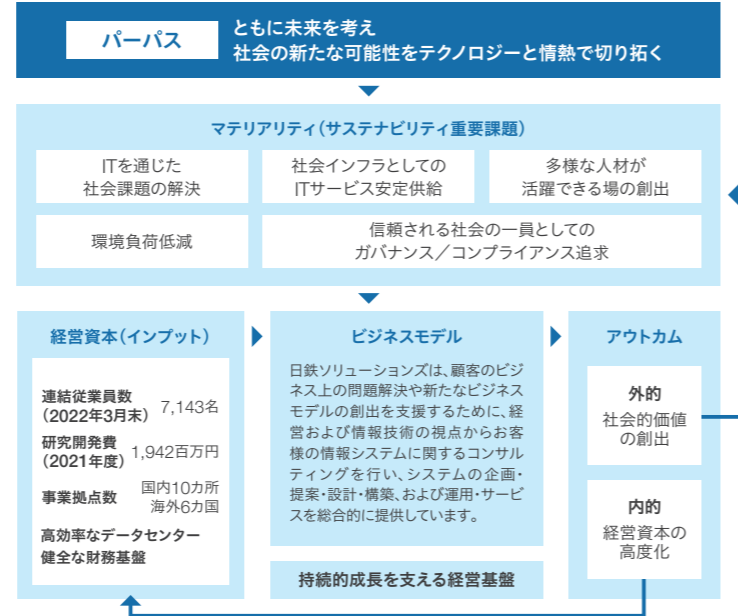 パーパス
ともに未来を考え
社会の新たな可能性をテクノロジーと情熱で切り拓く
マテリアリティ（サステナビリティ重要課題）
ITを通じた
社会課題の解決
社会インフラとしての
ITサービス安定供給
多様な人材が
活躍できる場の創出
環境負荷低減
信頼される社会の一員としての
ガバナンス／コンプライアンス追求
経営資本（インプット）
連結従業員数
（2022年3月末） 7,143名
研究開発費
（2021年度） 1,942百万円
事業拠点数 国内10カ所
海外6カ国
高効率なデータセンター
健全な財務基盤
ビジネスモデル
日鉄ソリューションズは、顧客のビジ
ネス上の問題解決や新たなビジネス
モデルの創出を支援するために、経
営および情報技術の視点からお客
様の情報システムに関するコンサル
ティングを行い、システムの企画・
提案・設計・構築、および運用・サービ
スを総合的に提供しています。
持続的成長を支える経営基盤
アウトカム
外的
社会的価値
の創出
内的
経営資本の
高度化